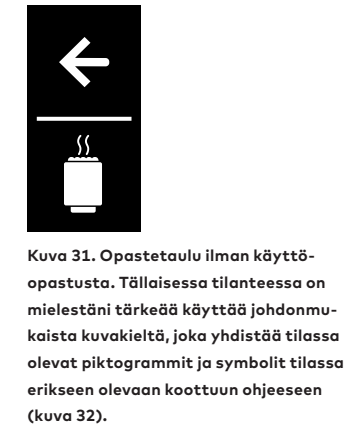 Kuva 31. Opastetaulu ilman käyttö-
opastusta. Tällaisessa tilanteessa on
mielestäni tärkeää käyttää johdonmu-
kaista kuvakieltä, joka yhdistää tilassa
olevat piktogrammit ja symbolit tilassa
erikseen olevaan koottuun ohjeeseen
(kuva 32).